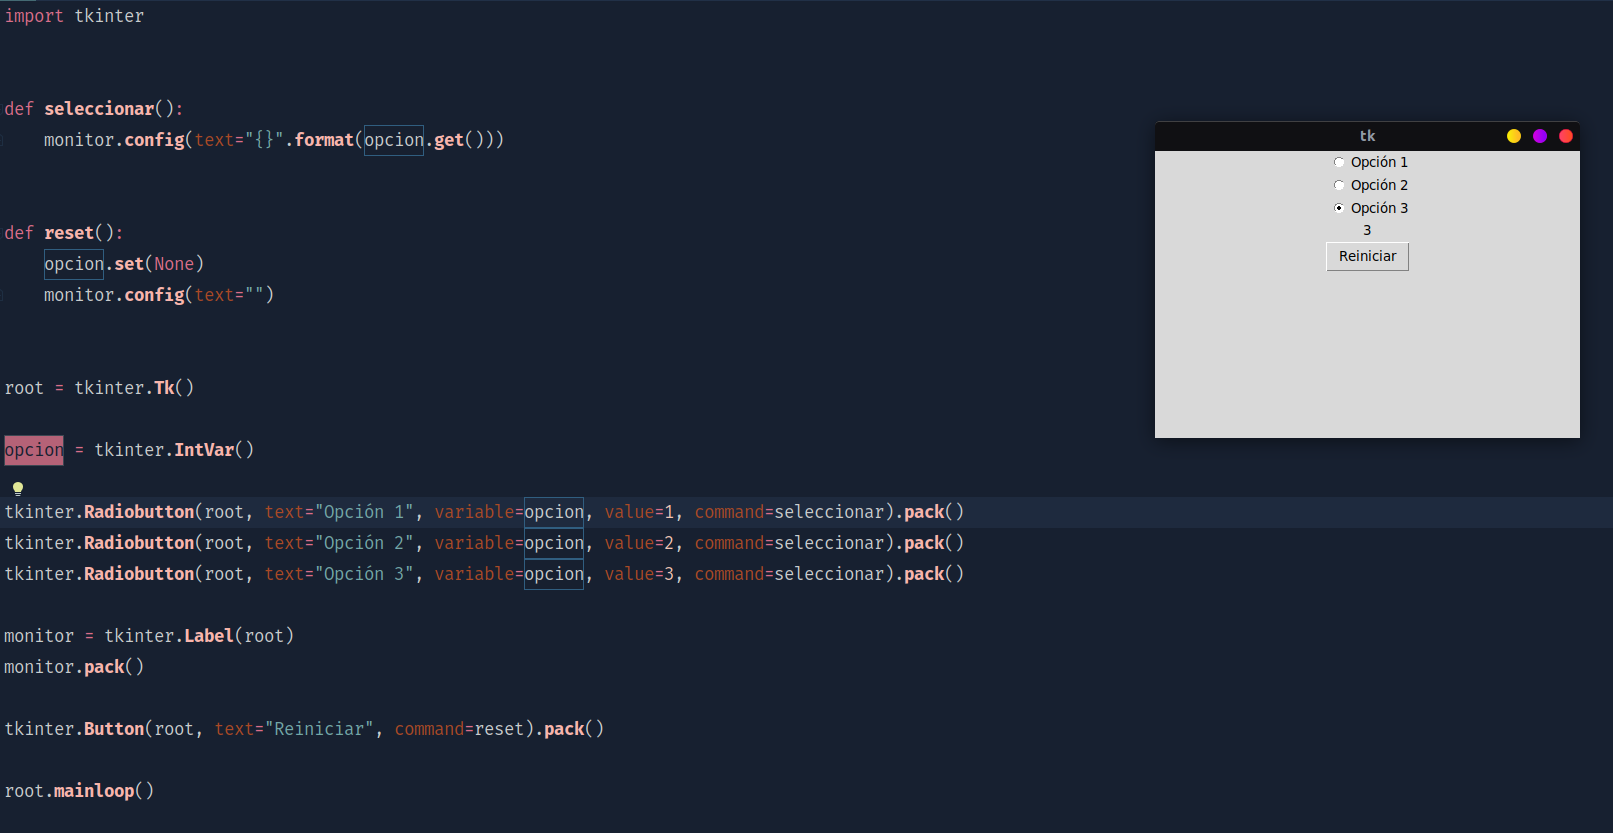 import tkinter
def seleccionar():
    monitor.config(text="{}".format(opcion.get()))
def reset():
    opcion.set(None)
    monitor.config(text="")
root = tkinter.Tk()
opcion = tkinter.IntVar()
tkinter.Radiobutton(root, text="Opción 1", variable=opcion, value=1, command=seleccionar).pack()
tkinter.Radiobutton(root, text="Opción 2", variable=opcion, value=2, command=seleccionar).pack()
tkinter.Radiobutton(root, text="Opción 3", variable=opcion, value=3, command=seleccionar).pack()
monitor = tkinter.Label(root)
monitor.pack()
tkinter.Button(root, text="Reiniciar", command=reset).pack()
root.mainloop()
tk
Opción 1
Opción 2
Opción 3
3
Reiniciar